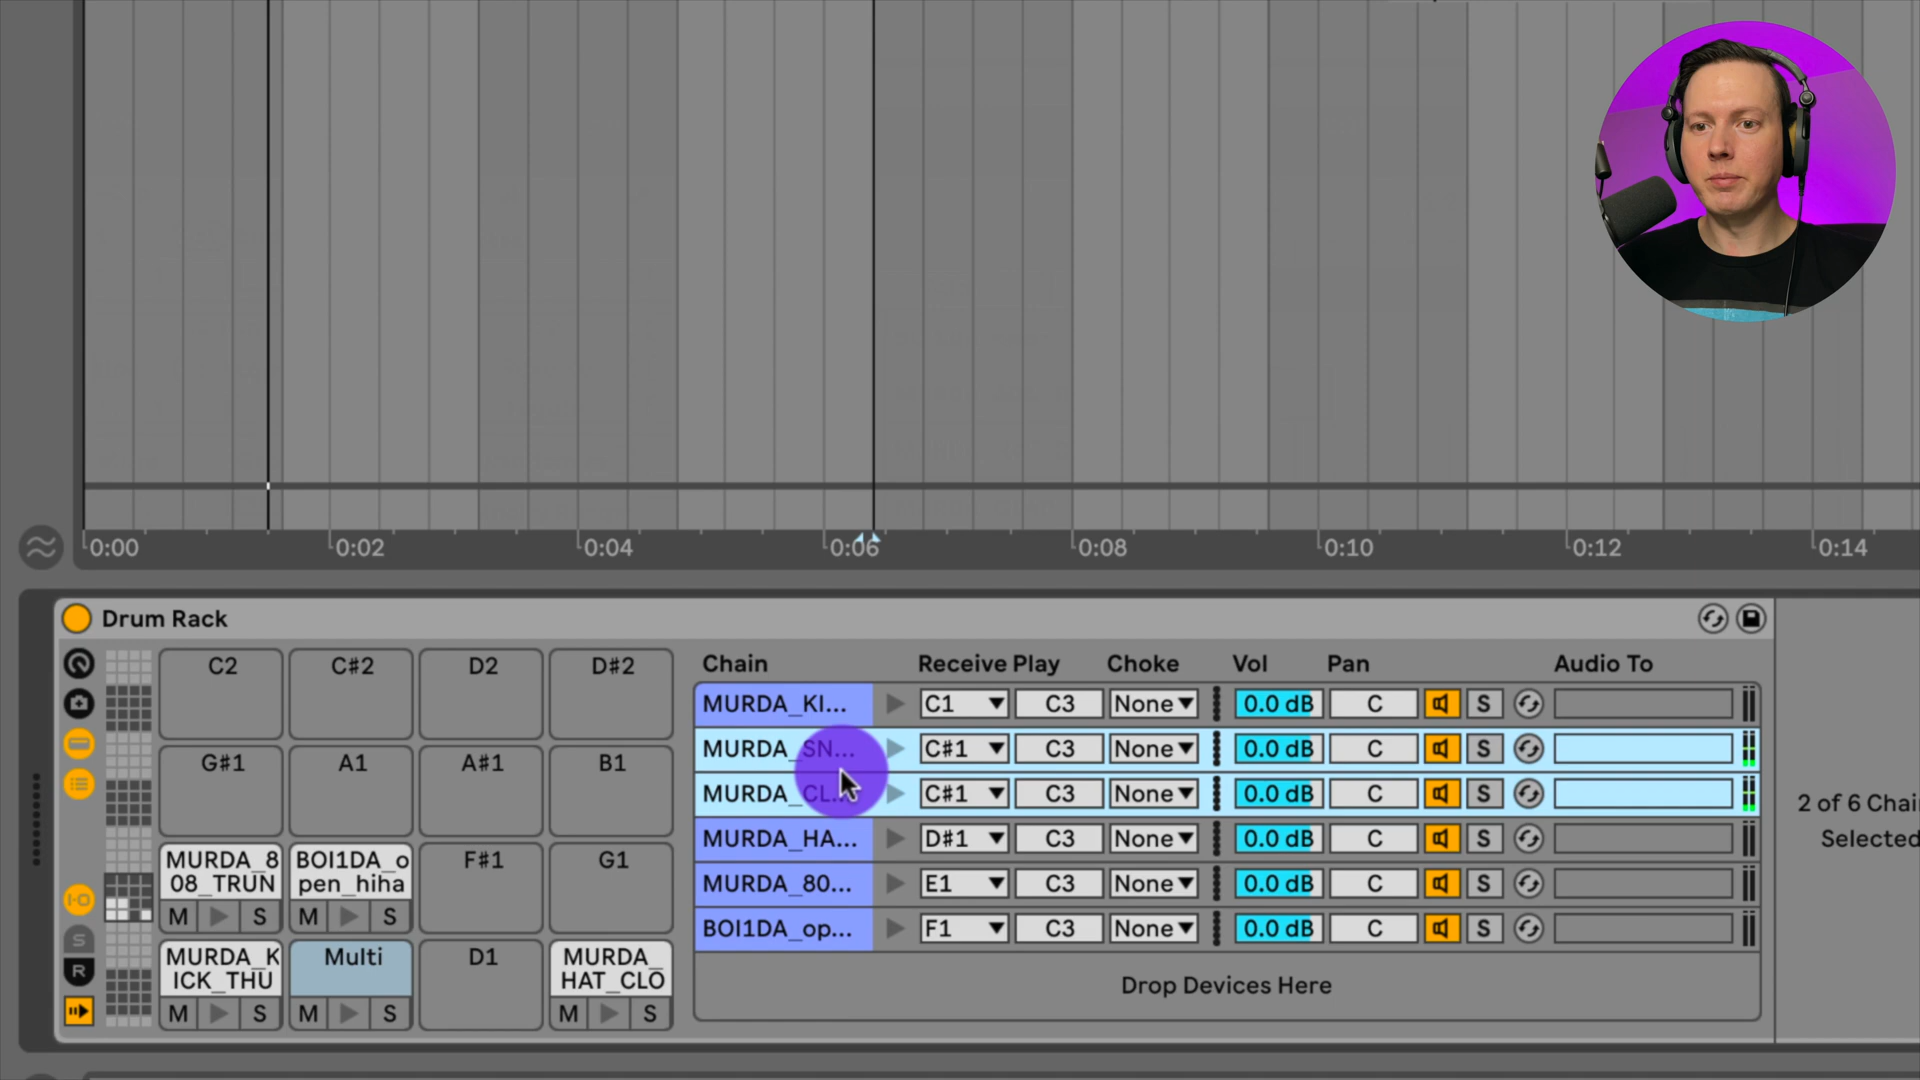 0:00 0:02 0:04 0:06 0:08 0:10 0:12 0:14
Drum Rack
C2 C#2 D2 D#2
G#1 A1 A#1 B1
MURDA_8
08_TRUN
M S
BOI1DA_o
pen_hiha
M S
F#1 G1
MURDA_K
ICK_THU
M S
Multi
M S
D1
MURDA_
HAT_CLO
M S
I-O
S
R
Chain Receive Play Choke Vol Pan Audio To
MURDA_KI... C1 C3 None 0.0 dB C S
MURDA_SN... C#1 C3 None 0.0 dB C S
MURDA_CL... C#1 C3 None 0.0 dB C S
MURDA_HA... D#1 C3 None 0.0 dB C S
MURDA_80... E1 C3 None 0.0 dB C S
BOI1DA_op... F1 C3 None 0.0 dB C S
Drop Devices Here
2 of 6 Chai
Selected